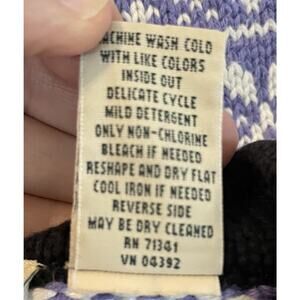 MACHINE WASH COLD
WITH LIKE COLORS
INSIDE OUT
DELICATE CYCLE
MILD DETERGENT
ONLY NON-CHLORINE
BLEACH IF NEEDED
RESHAPE AND DRY FLAT
COOL IRON IF NEEDED
REVERSE SIDE
MAY BE DRY CLEANED
RN 71341
VN 04392